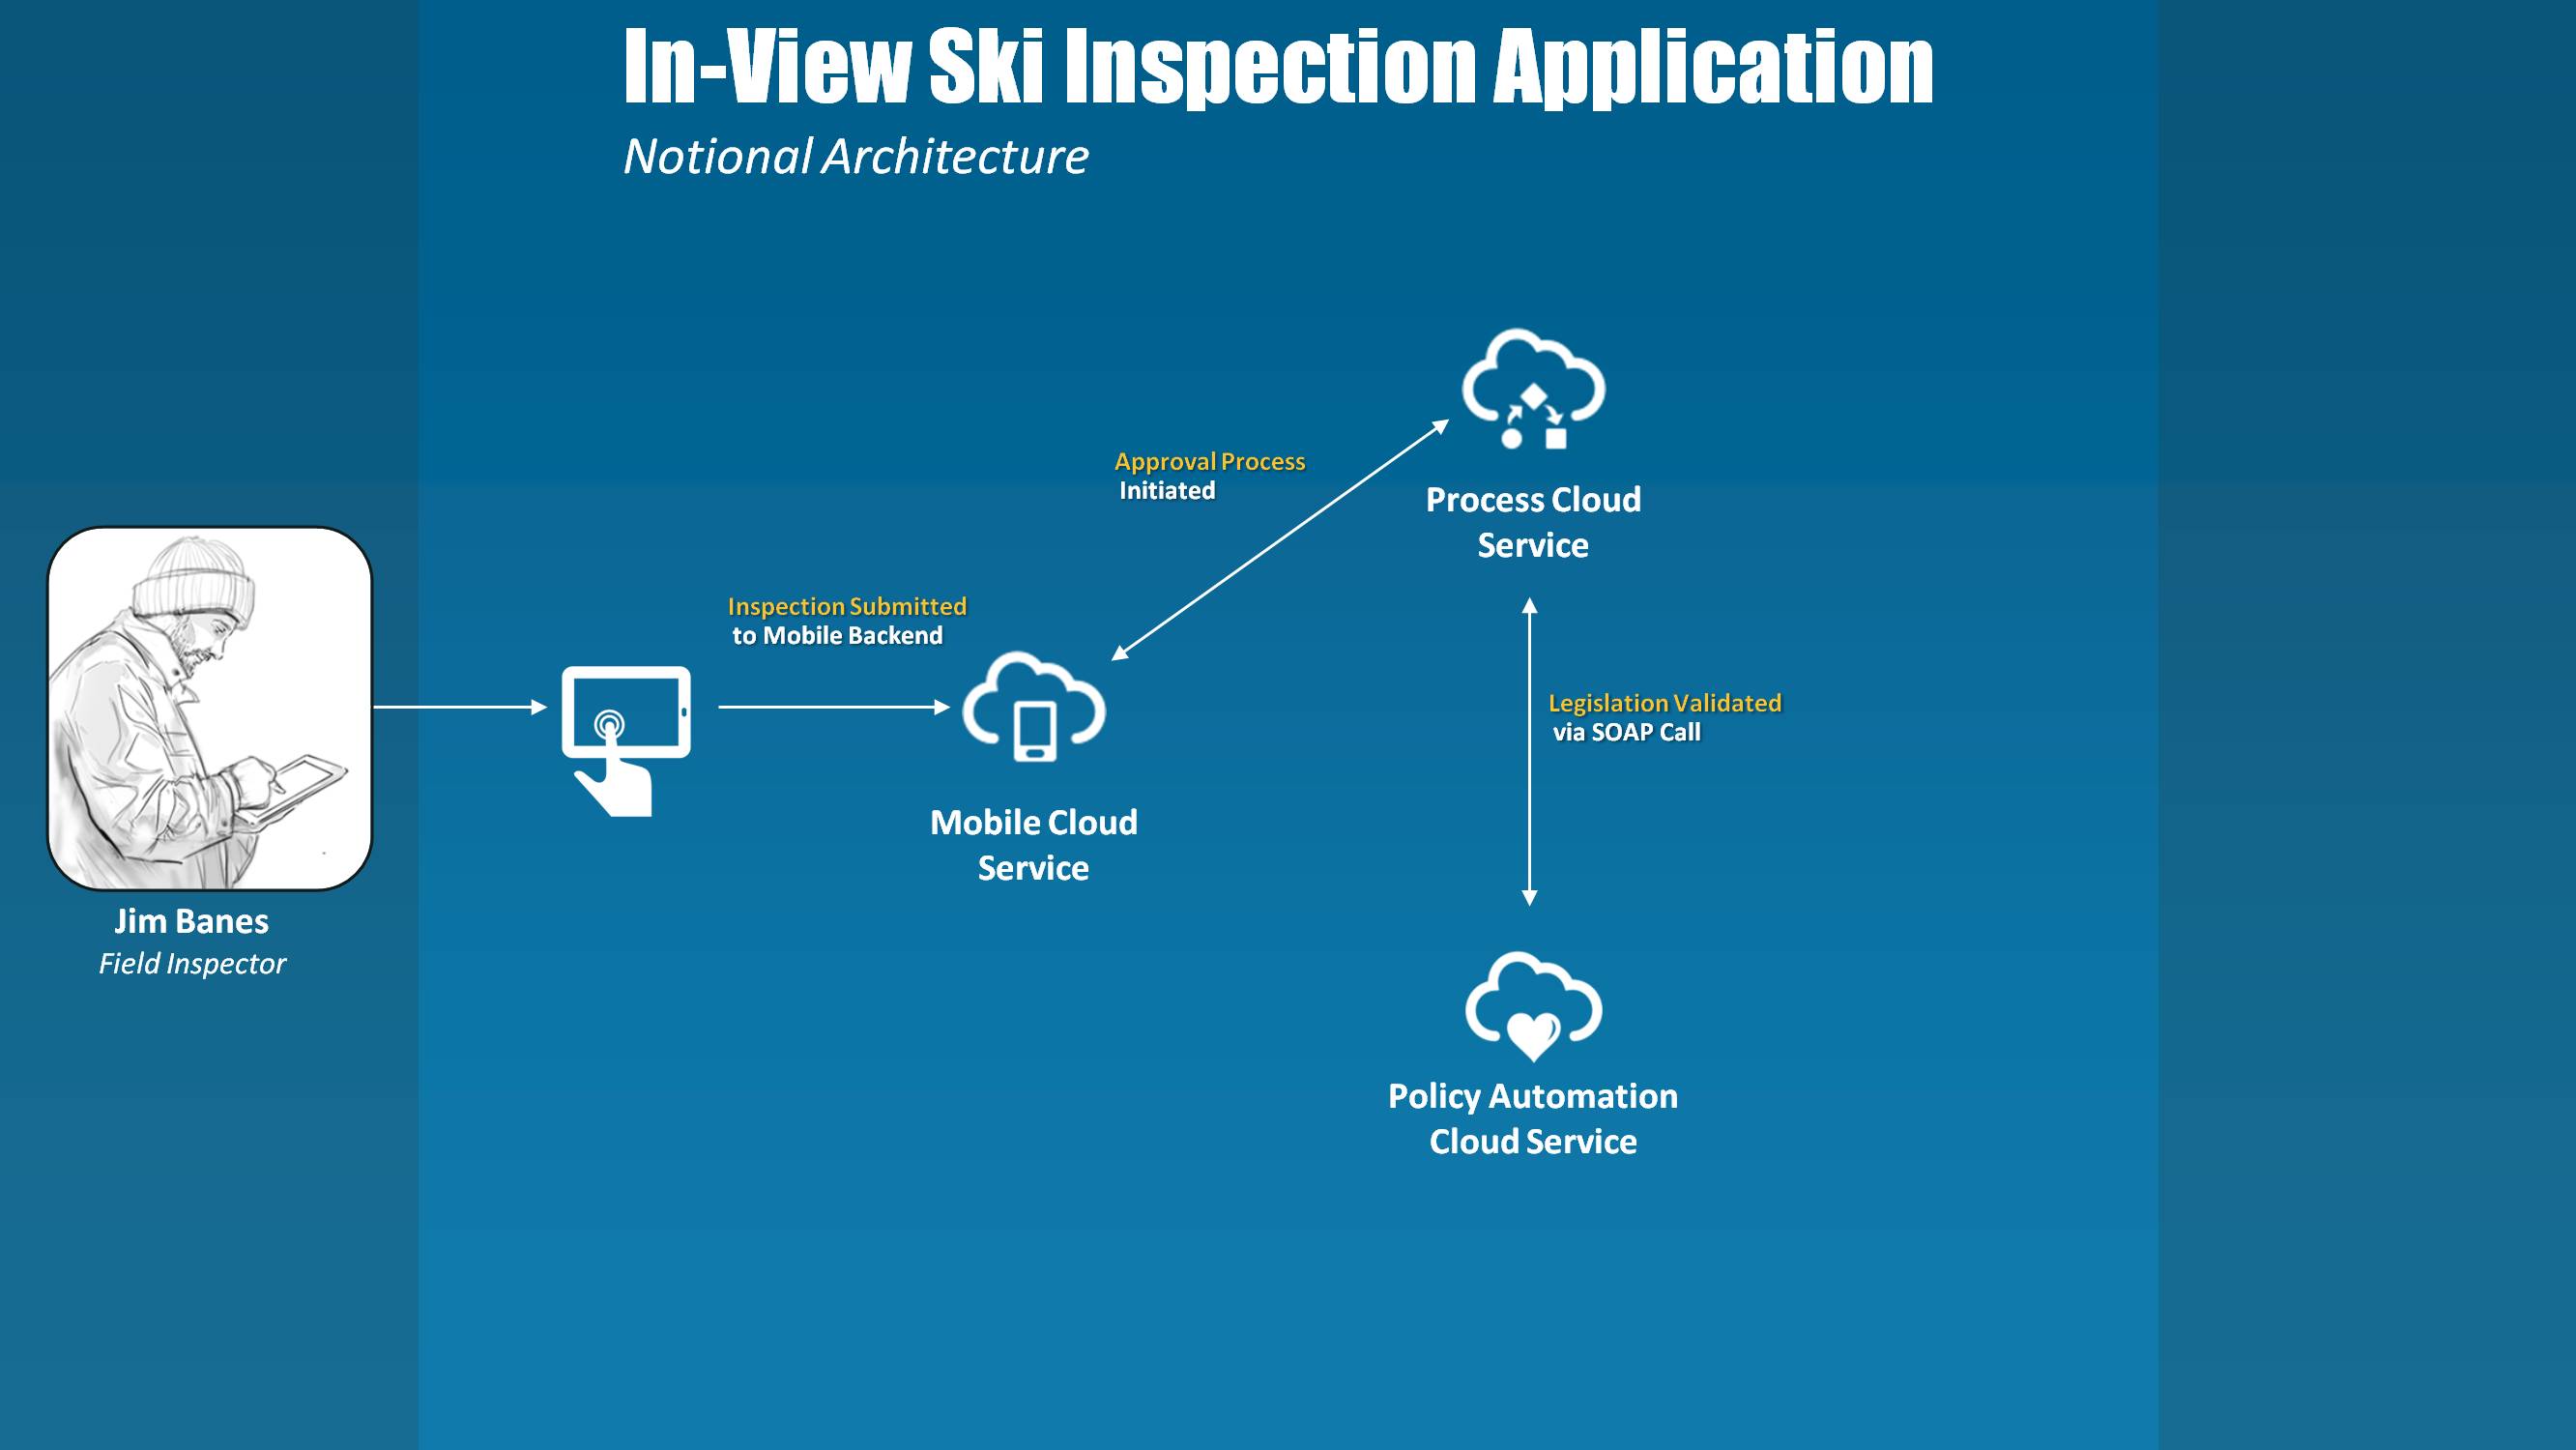 In-View Ski Inspection Application
Notional Architecture
Approval Process
Initiated
Process Cloud
Service
Inspection Submitted
to Mobile Backend
Legislation Validated
via SOAP Call
Mobile Cloud
Service
Jim Banes
Field Inspector
Policy Automation
Cloud Service